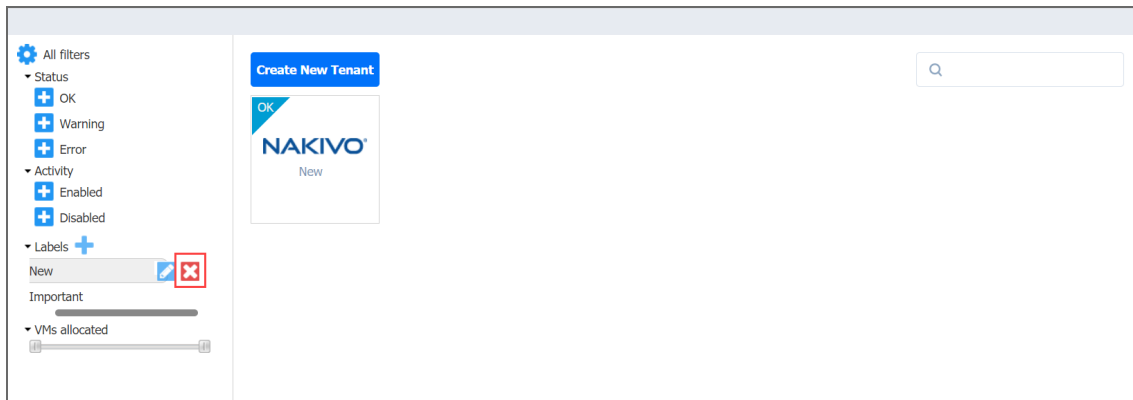 All filters
Status
OK
Warning
Error
Activity
Enabled
Disabled
Labels
New
Important
VMs allocated
Create New Tenant
OK
NAKIVO®
New